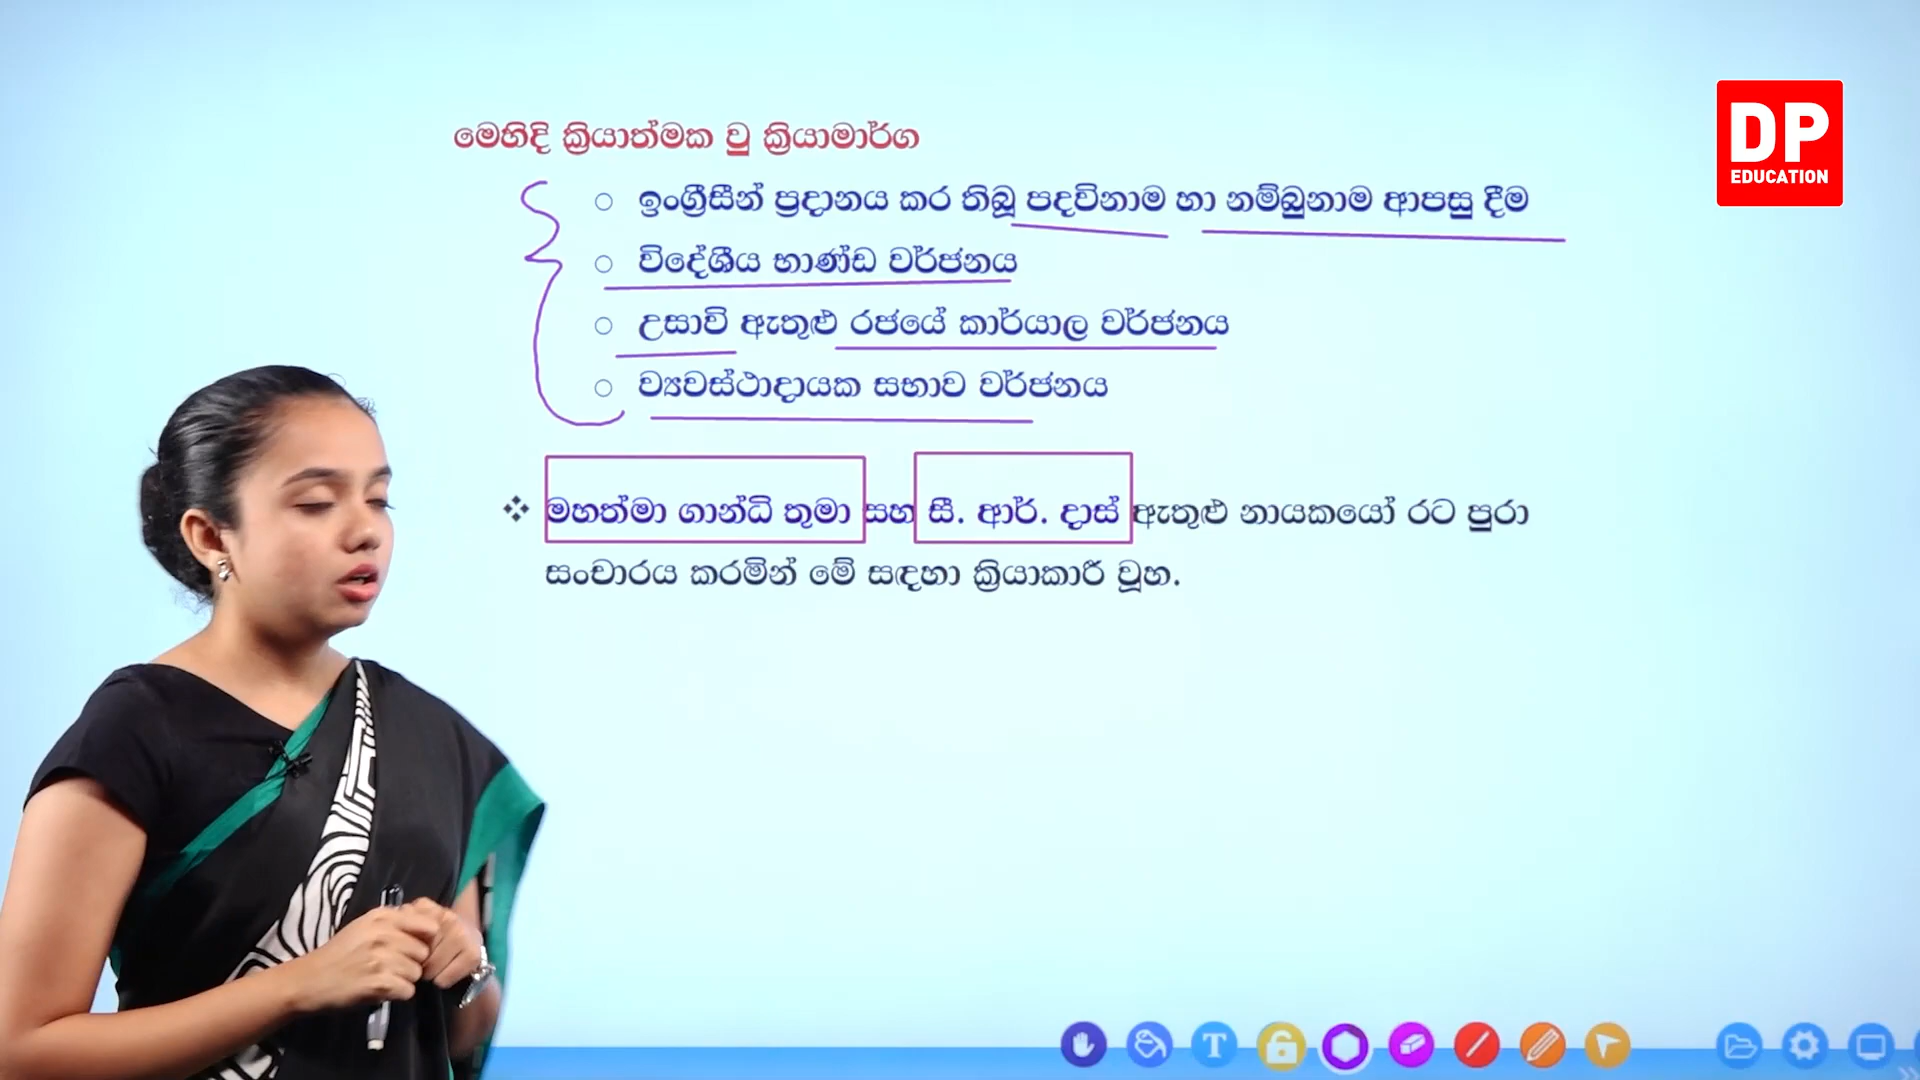 DP
EDUCATION
මෙහිදි ක්‍රියාත්මක වු ක්‍රියාමාර්ග
○ ඉංග්‍රීසීන් ප්‍රදානය කර තිබූ පදවිනාම හා නම්බුනාම ආපසු දීම
○ විදේශීය භාණ්ඩ වර්ජනය
○ උසාවි ඇතුළු රජයේ කාර්යාල වර්ජනය
○ ව්‍යවස්ථාදායක සභාව වර්ජනය
❖ මහත්මා ගාන්ධි තුමා සහ සී. ආර්. දාස් ඇතුළු නායකයෝ රට පුරා
සංචාරය කරමින් මේ සඳහා ක්‍රියාකාරී වූහ.
T